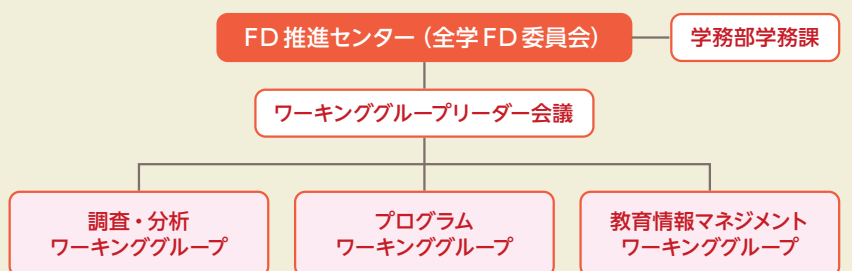 FD推進センター（全学FD委員会）
学務部学務課
ワーキンググループリーダー会議
調査・分析
ワーキンググループ
プログラム
ワーキンググループ
教育情報マネジメント
ワーキンググループ